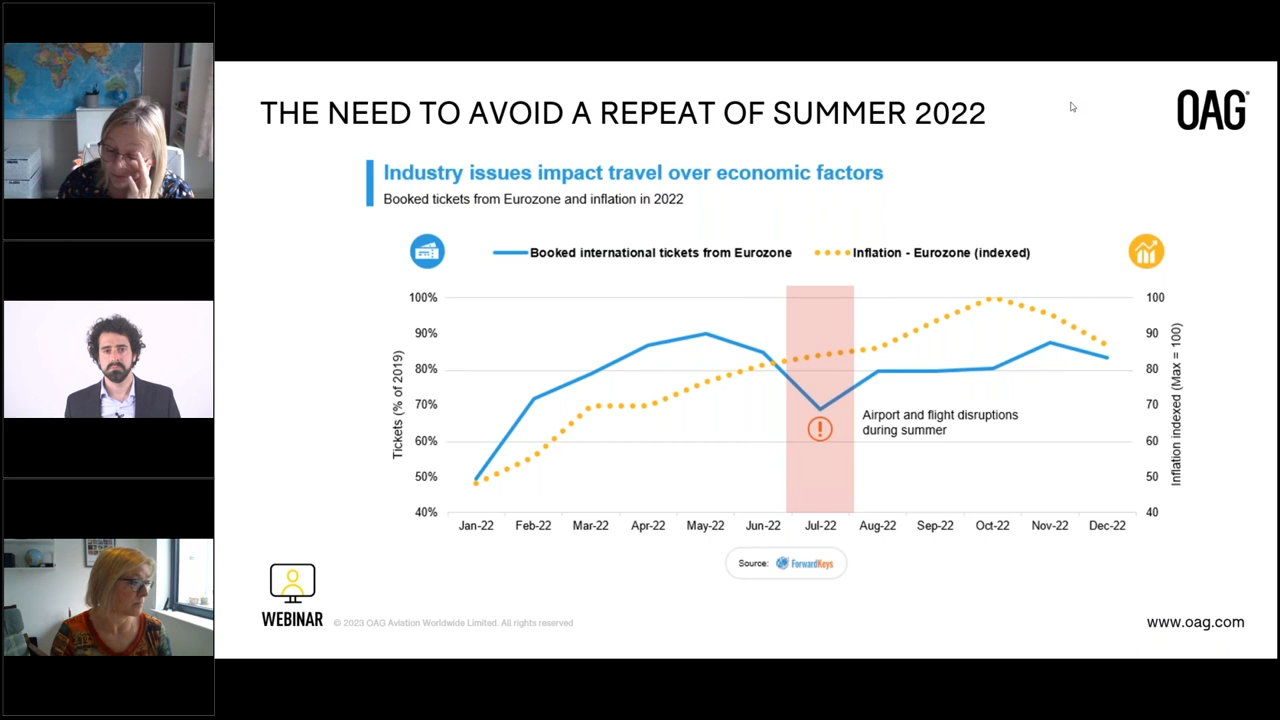 THE NEED TO AVOID A REPEAT OF SUMMER 2022
OAG
Industry issues impact travel over economic factors
Booked tickets from Eurozone and inflation in 2022
Booked international tickets from Eurozone
Inflation - Eurozone (indexed)
Tickets (% of 2019)
100%
90%
80%
70%
60%
50%
40%
100
90
80
70
60
50
40
Inflation indexed (Max = 100)
Airport and flight disruptions
during summer
Jan-22 Feb-22 Mar-22 Apr-22 May-22 Jun-22 Jul-22 Aug-22 Sep-22 Oct-22 Nov-22 Dec-22
Source: ForwardKeys
WEBINAR
© 2023 OAG Aviation Worldwide Limited. All rights reserved
www.oag.com